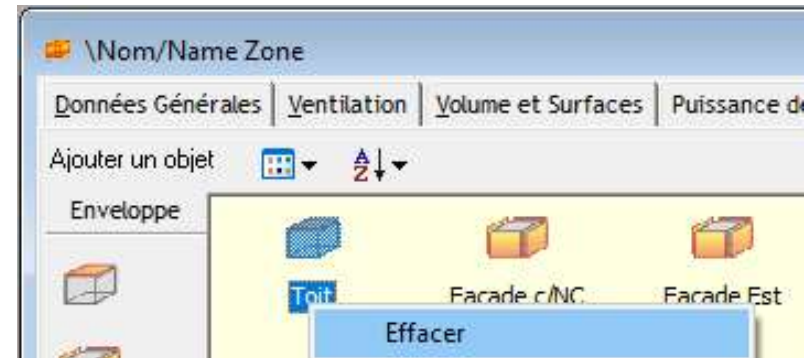 \Nom/Name Zone
Données Générales Ventilation Volume et Surfaces Puissance de
Ajouter un objet
Enveloppe
Toit Facade c/NC Facade Est
Effacer